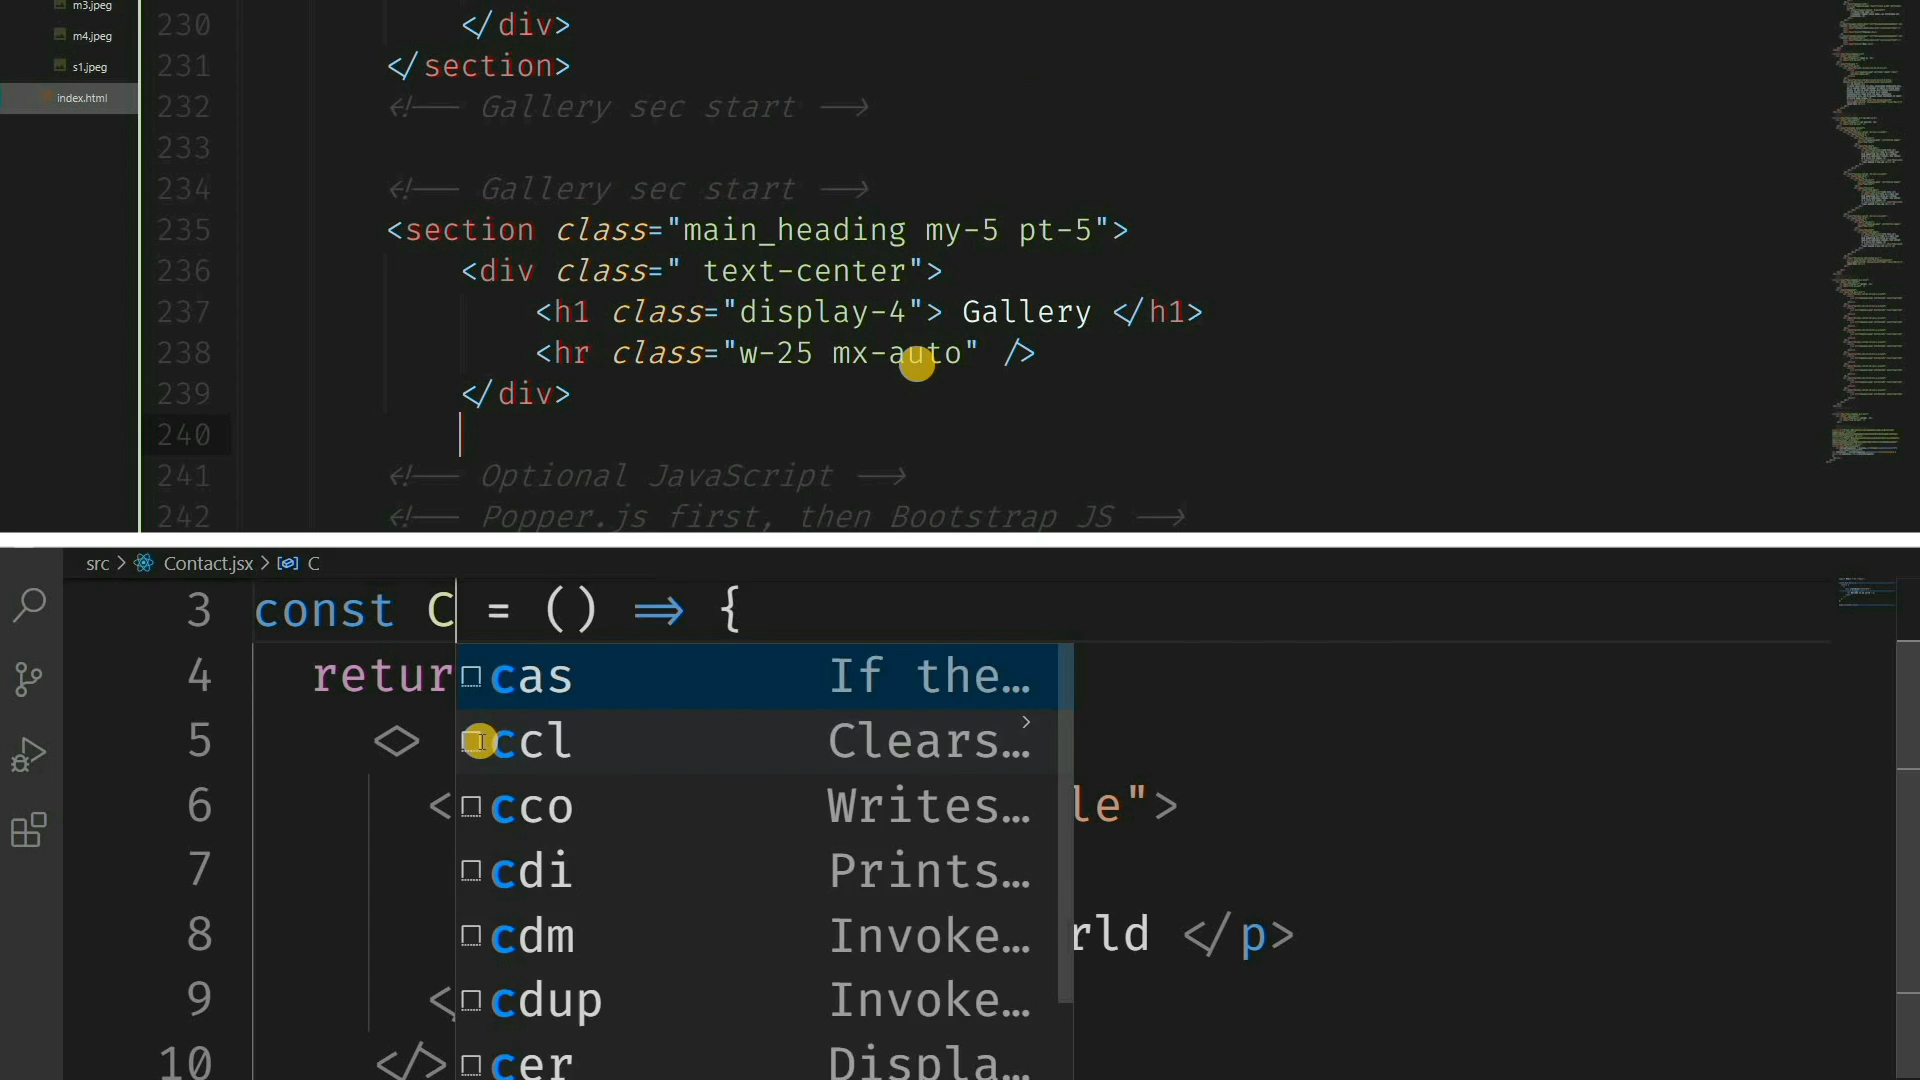 m3.jpeg
m4.jpeg
s1.jpeg
index.html
230 </div>
231 </section>
232 <!-- Gallery sec start -->
233
234 <!-- Gallery sec start -->
235 <section class="main_heading my-5 pt-5">
236 <div class=" text-center">
237 <h1 class="display-4"> Gallery </h1>
238 <hr class="w-25 mx-auto" />
239 </div>
240
241 <!-- Optional JavaScript -->
242 <!-- Popper.js first, then Bootstrap JS -->
src > Contact.jsx > C
3 const C = () => {
4 retur
5 <>
6 < le">
7
8 rld </p>
9 <
10 </>
cas If the…
ccl Clears…
cco Writes…
cdi Prints…
cdm Invoke…
cdup Invoke…
cer Displa…